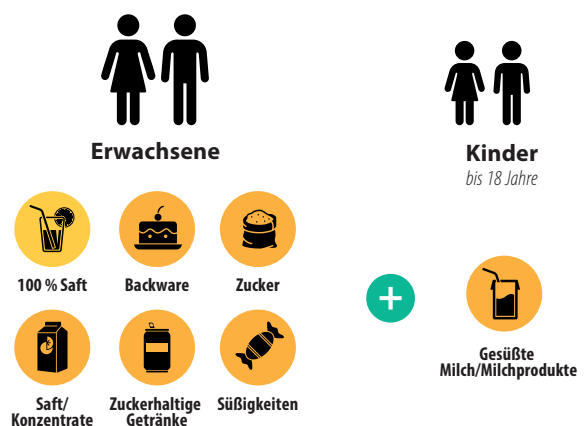 Erwachsene
Kinder
bis 18 Jahre
100 % Saft
Backware
Zucker
Saft/
Konzentrate
Zuckerhaltige
Getränke
Süßigkeiten
+
Gesüßte
Milch/Milchprodukte